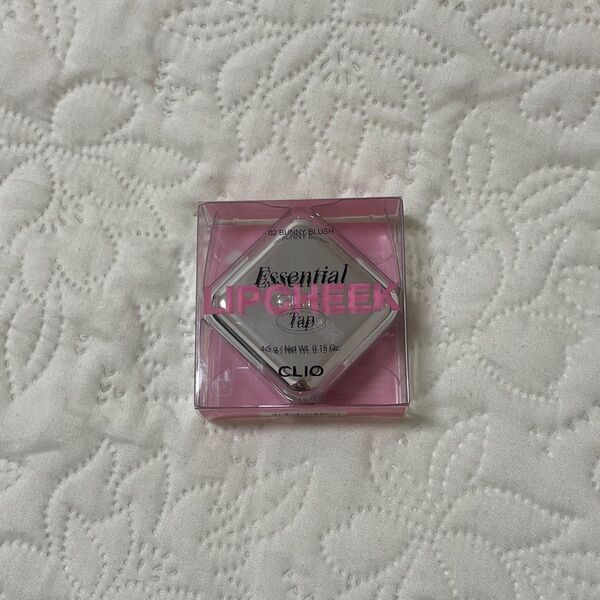 02 BUNNY BLUSH
Essential
LIPCHEEK
Tap
4.5 g / Net Wt. 0.15 Oz.
CLIO